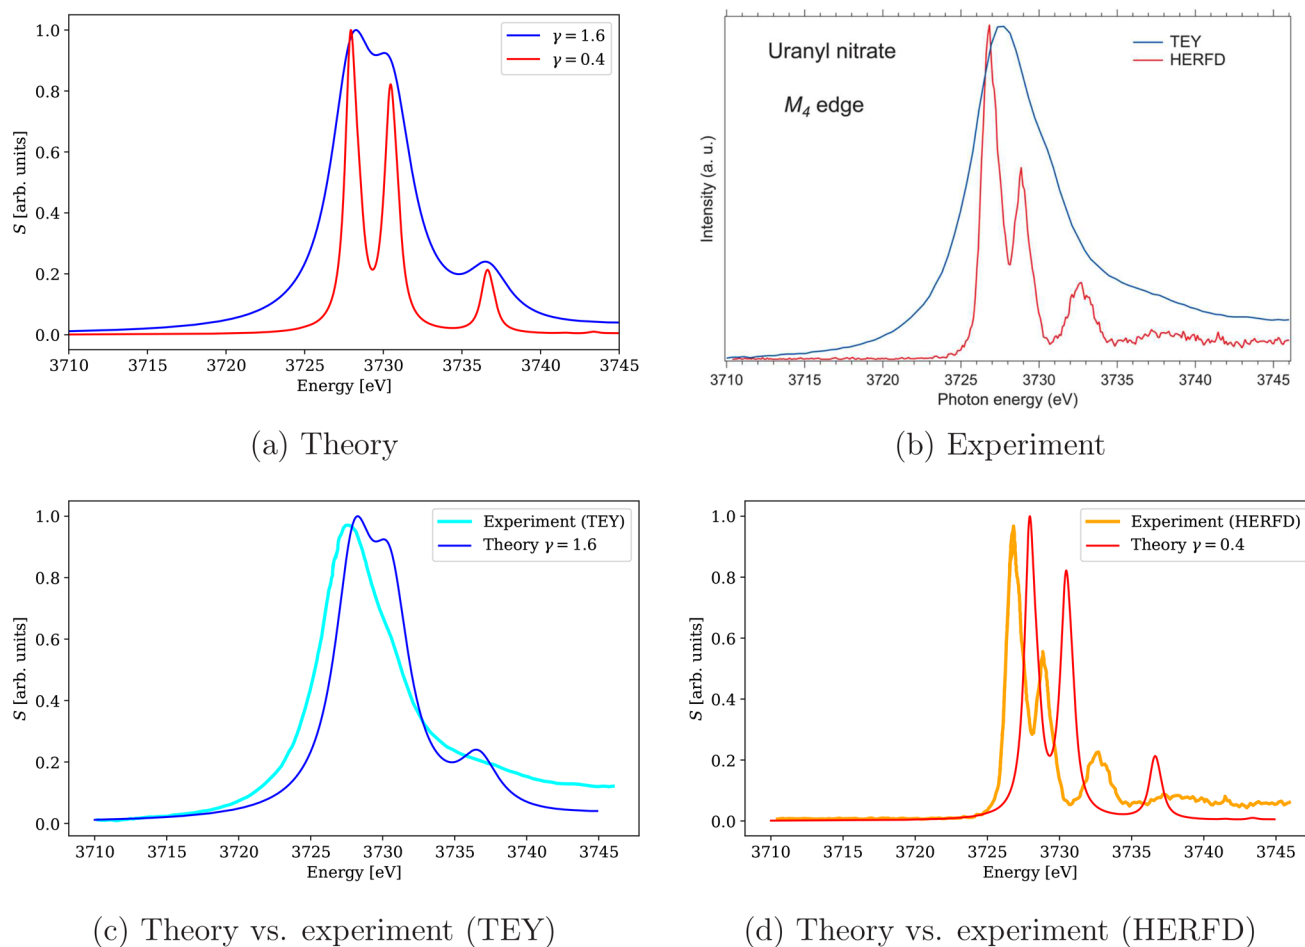 1.0
0.8
0.6
0.4
0.2
0.0
S [arb. units]
γ = 1.6
γ = 0.4
3710 3715 3720 3725 3730 3735 3740 3745
Energy [eV]
(a) Theory
Uranyl nitrate
M₄ edge
TEY
HERFD
Intensity (a. u.)
3710 3715 3720 3725 3730 3735 3740 3745
Photon energy (eV)
(b) Experiment
1.0
0.8
0.6
0.4
0.2
0.0
S [arb. units]
Experiment (TEY)
Theory γ = 1.6
3710 3715 3720 3725 3730 3735 3740 3745
Energy [eV]
(c) Theory vs. experiment (TEY)
1.0
0.8
0.6
0.4
0.2
0.0
S [arb. units]
Experiment (HERFD)
Theory γ = 0.4
3710 3715 3720 3725 3730 3735 3740 3745
Energy [eV]
(d) Theory vs. experiment (HERFD)